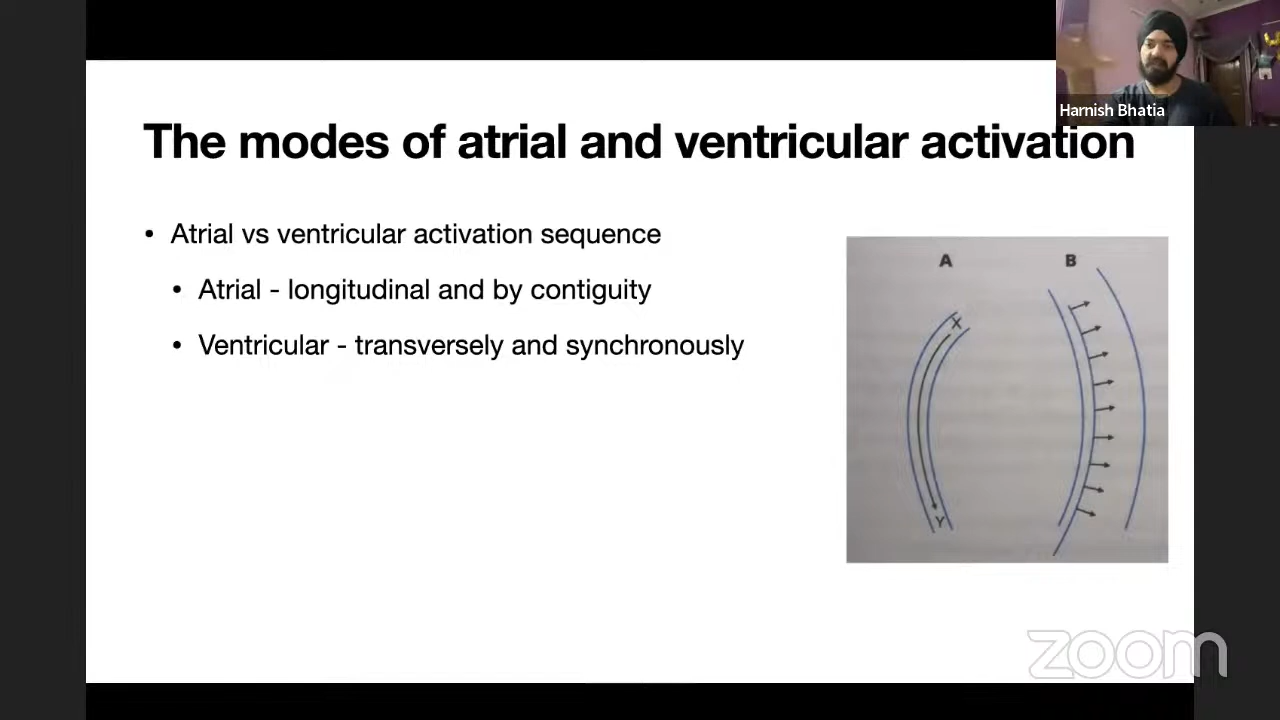 Harnish Bhatia
The modes of atrial and ventricular activation
• Atrial vs ventricular activation sequence
• Atrial - longitudinal and by contiguity
• Ventricular - transversely and synchronously
A
B
X
Y
zoom